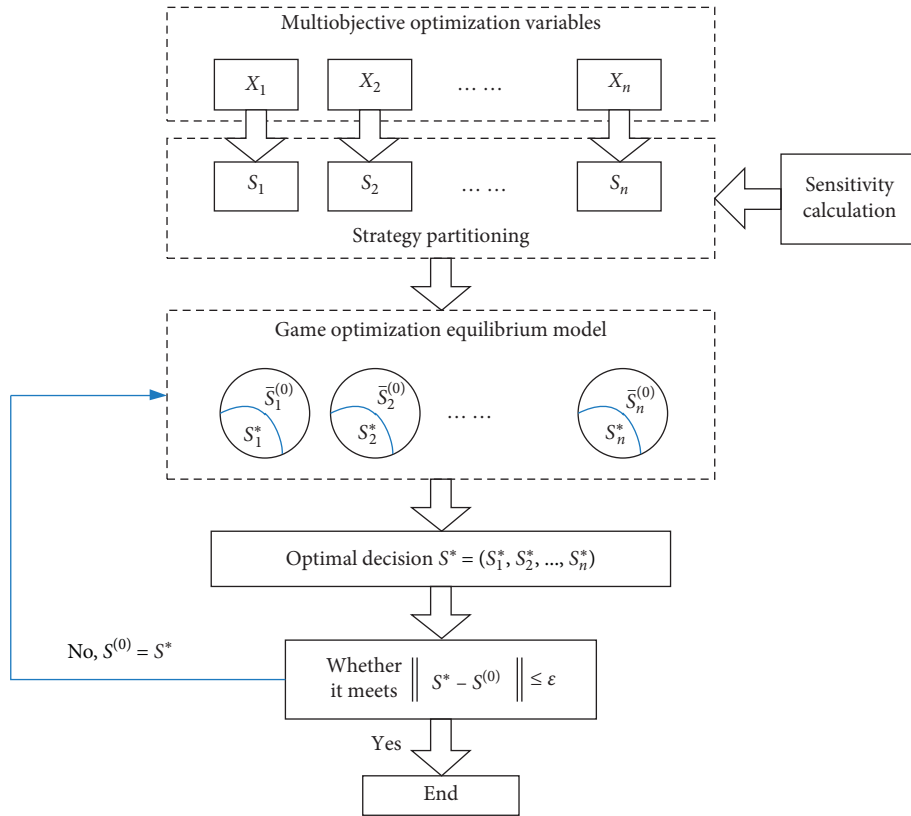 Multiobjective optimization variables
X₁ X₂ ... ... Xₙ
S₁ S₂ ... ... Sₙ
Strategy partitioning
Sensitivity
calculation
Game optimization equilibrium model
S̄₁⁽⁰⁾ S̄₂⁽⁰⁾ ... ... S̄ₙ⁽⁰⁾
S₁* S₂* Sₙ*
Optimal decision S* = (S₁*, S₂*, ..., Sₙ*)
No, S⁽⁰⁾ = S*
Whether
it meets ‖ S* – S⁽⁰⁾ ‖ ≤ ε
Yes
End